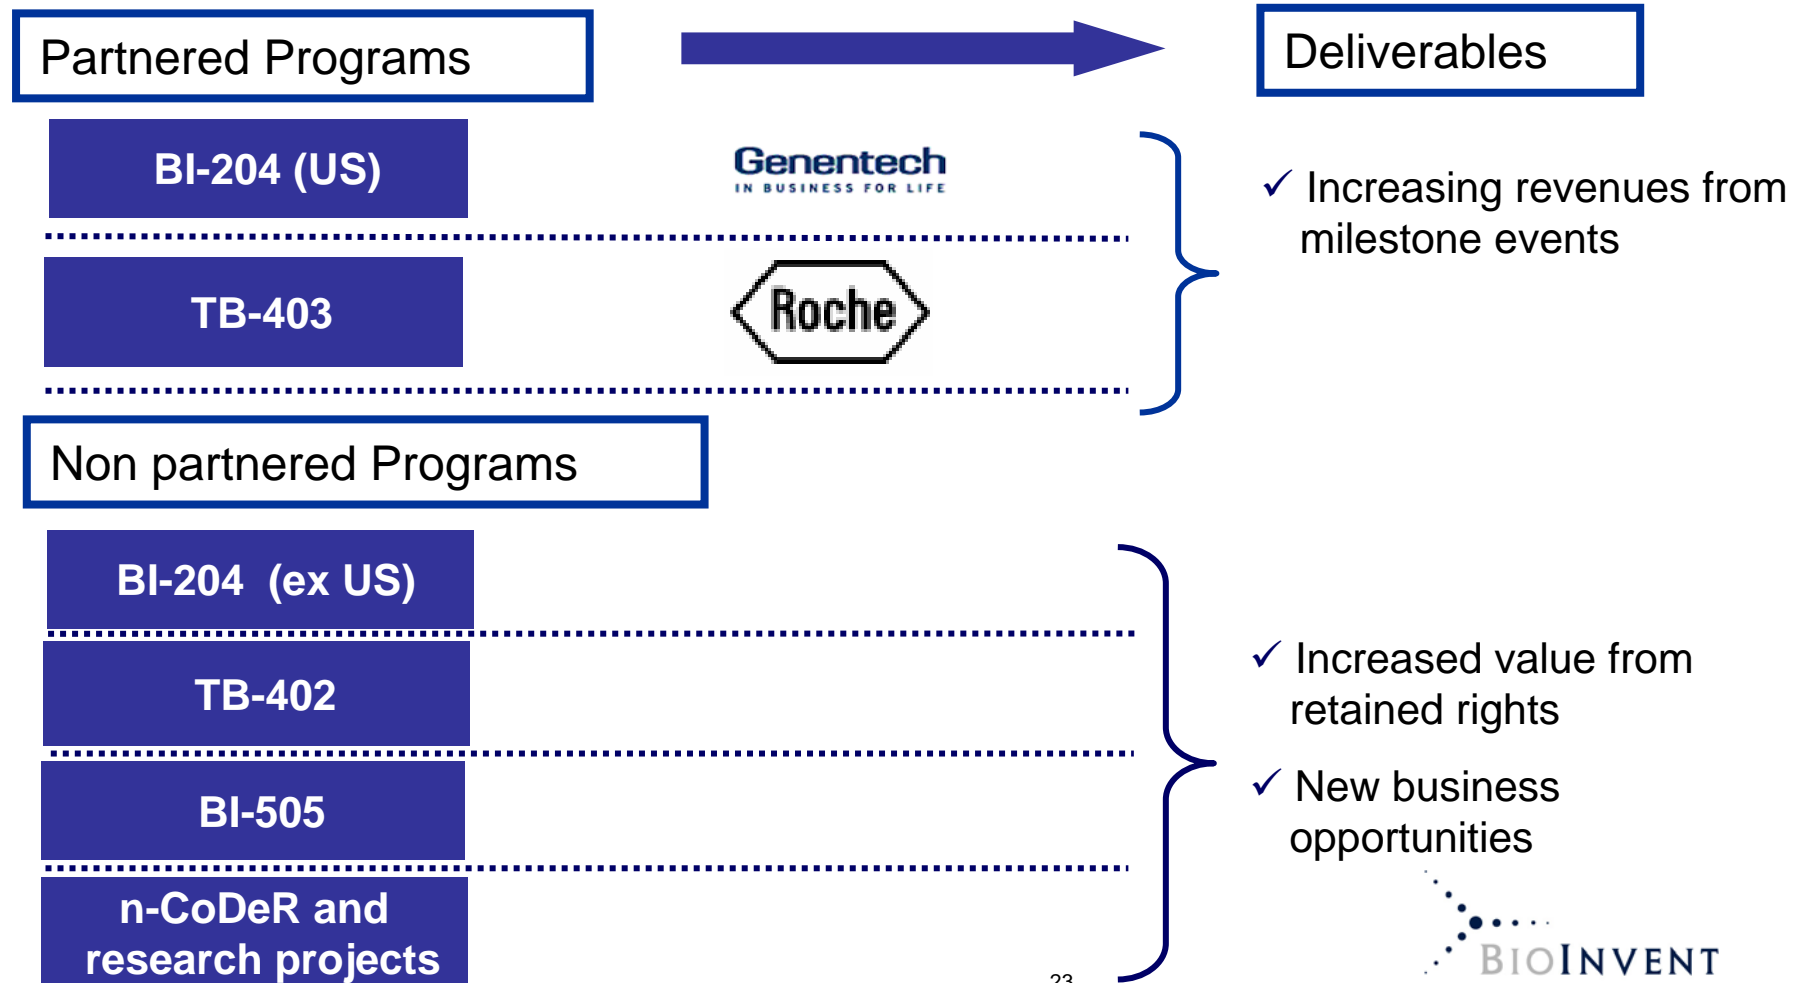 Partnered Programs
Deliverables
BI-204 (US)
Genentech
IN BUSINESS FOR LIFE
✓ Increasing revenues from
milestone events
TB-403
Roche
Non partnered Programs
BI-204 (ex US)
TB-402
✓ Increased value from
retained rights
BI-505
✓ New business
opportunities
n-CoDeR and
research projects
23
BIOINVENT